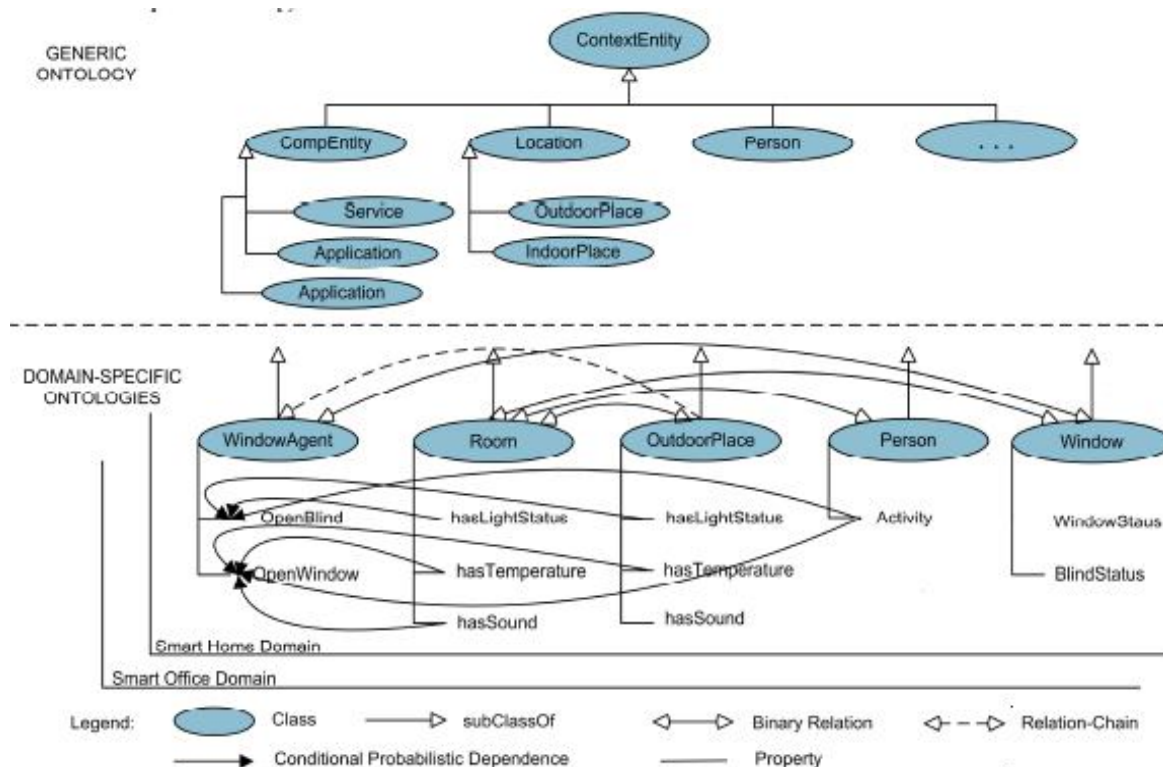 GENERIC
ONTOLOGY
ContextEntity
CompEntity
Location
Person
. . .
Service
OutdoorPlace
Application
IndoorPlace
Application
DOMAIN-SPECIFIC
ONTOLOGIES
WindowAgent
Room
OutdoorPlace
Person
Window
OpenBlind
hasLightStatus
hasLightStatus
Activity
WindowStaus
OpenWindow
hasTemperature
hasTemperature
BlindStatus
hasSound
hasSound
Smart Home Domain
Smart Office Domain
Legend:
Class
subClassOf
Binary Relation
Relation-Chain
Conditional Probabilistic Dependence
Property